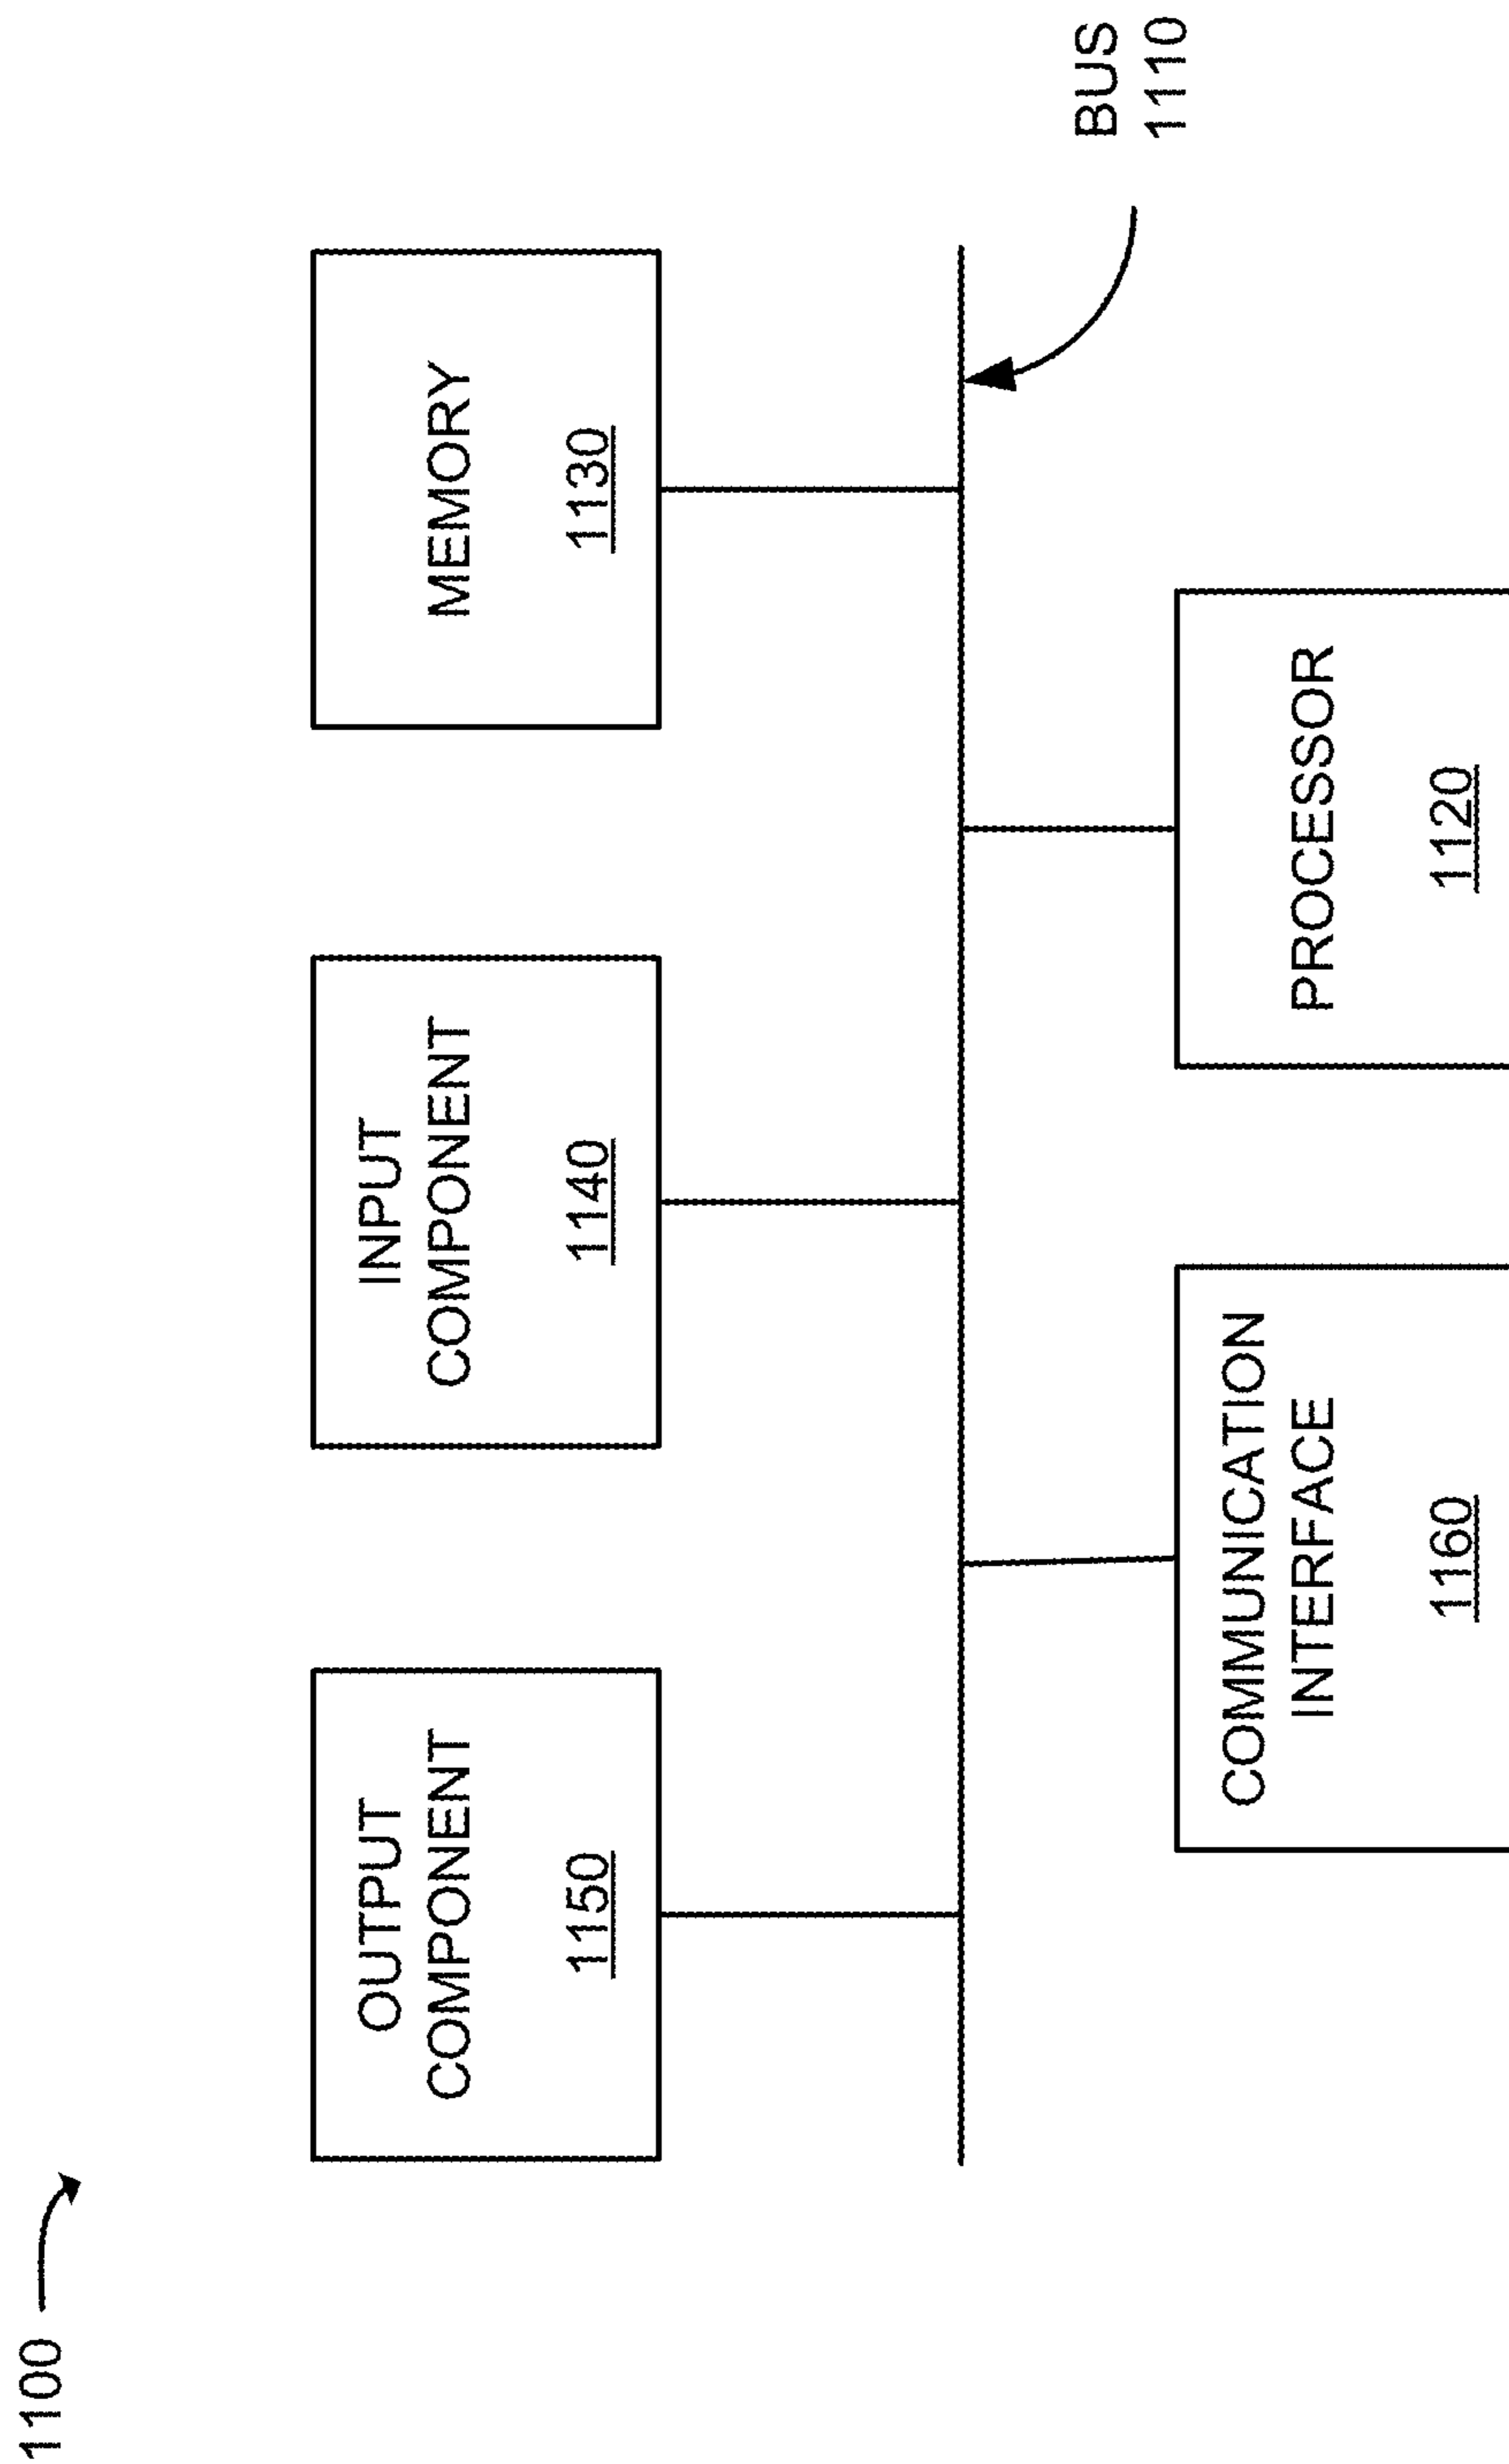 1100
OUTPUT
COMPONENT
1150
INPUT
COMPONENT
1140
MEMORY
1130
BUS
1110
COMMUNICATION
INTERFACE
1160
PROCESSOR
1120